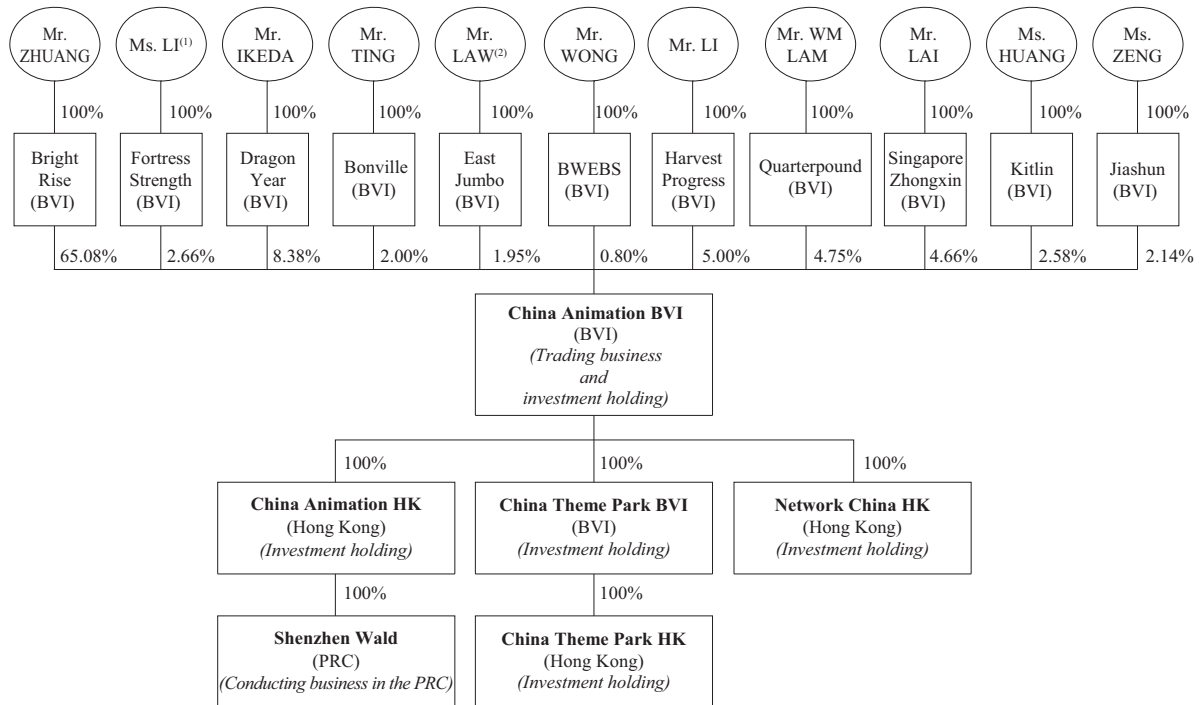 Mr. ZHUANG
Ms. LI(1)
Mr. IKEDA
Mr. TING
Mr. LAW(2)
Mr. WONG
Mr. LI
Mr. WM LAM
Mr. LAI
Ms. HUANG
Ms. ZENG
100%
100%
100%
100%
100%
100%
100%
100%
100%
100%
100%
Bright
Rise
(BVI)
Fortress
Strength
(BVI)
Dragon
Year
(BVI)
Bonville
(BVI)
East
Jumbo
(BVI)
BWEBS
(BVI)
Harvest
Progress
(BVI)
Quarterpound
(BVI)
Singapore
Zhongxin
(BVI)
Kitlin
(BVI)
Jiashun
(BVI)
65.08%
2.66%
8.38%
2.00%
1.95%
0.80%
5.00%
4.75%
4.66%
2.58%
2.14%
China Animation BVI
(BVI)
(Trading business
and
investment holding)
100%
100%
100%
China Animation HK
(Hong Kong)
(Investment holding)
China Theme Park BVI
(BVI)
(Investment holding)
Network China HK
(Hong Kong)
(Investment holding)
100%
100%
Shenzhen Wald
(PRC)
(Conducting business in the PRC)
China Theme Park HK
(Hong Kong)
(Investment holding)